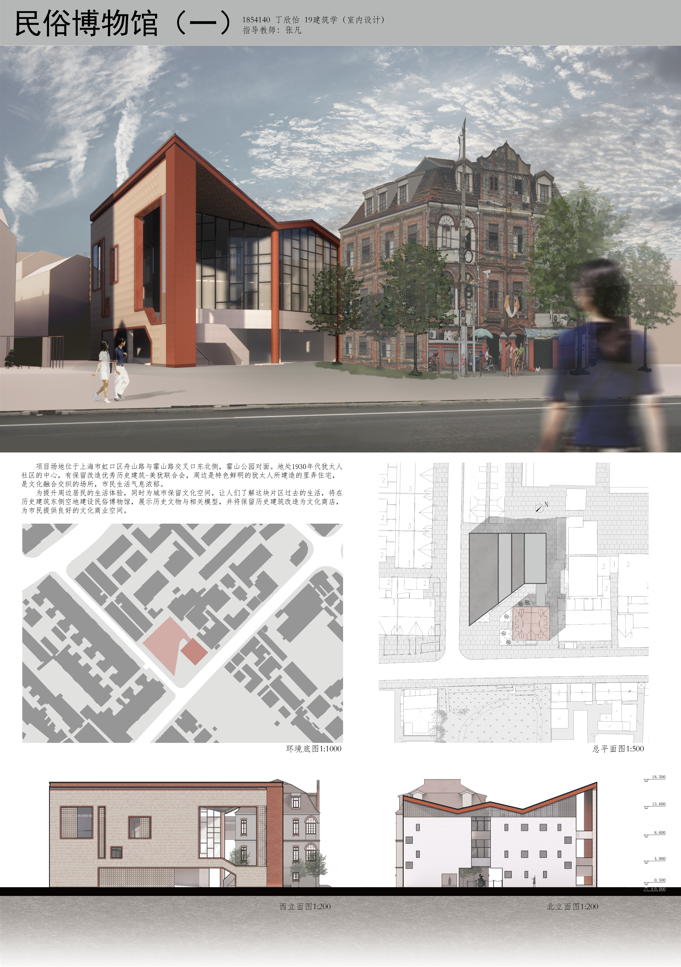 民俗博物馆（一）
1854140 丁欣怡 19建筑学（室内设计）
指导教师：张凡
项目场地位于上海市虹口区舟山路与霍山路交叉口东北侧，霍山公园对面。地处1930年代犹太人
社区的中心，有保留改造优秀历史建筑-美犹联合会，周边是特色鲜明的犹太人所建造的里弄住宅，
是文化融合交织的场所，市民生活气息浓郁。
为提升周边居民的生活体验，同时为城市保留文化空间，让人们了解这块片区过去的生活，将在
历史建筑东侧空地建设民俗博物馆，展示历史文物与相关模型，并将保留历史建筑改造为文化商店，
为市民提供良好的文化商业空间。
N
环境底图1:1000
总平面图1:500
16.500
13.600
8.600
4.800
0.500
±0.000
西立面图1:200
北立面图1:200